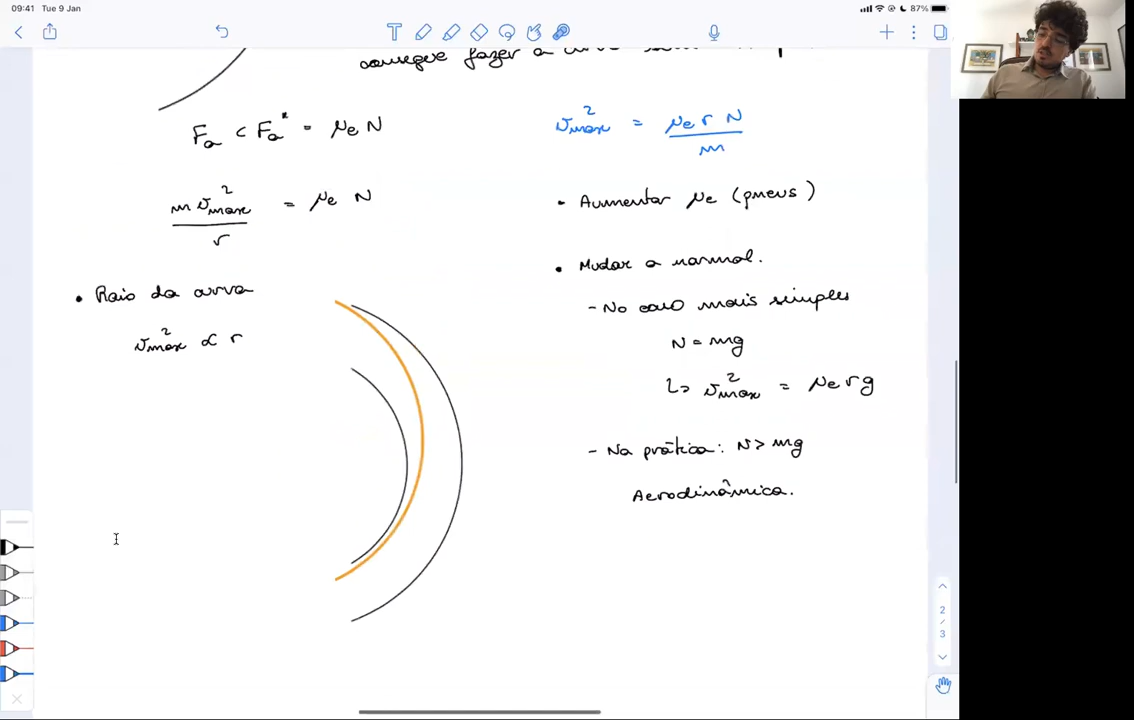 09:41 Tue 9 Jan
87%
consegue fazer a curva
Fa < Fa* = μe N
m v²max / r = μe N
• Raio da curva
v²max ∝ r
v²max = μe r N / m
• Aumentar μe (pneus)
• Mudar a normal.
- No caso mais simples
N = mg
↳ v²max = μe r g
- Na prática: N > mg
Aerodinâmica.
2
/
3